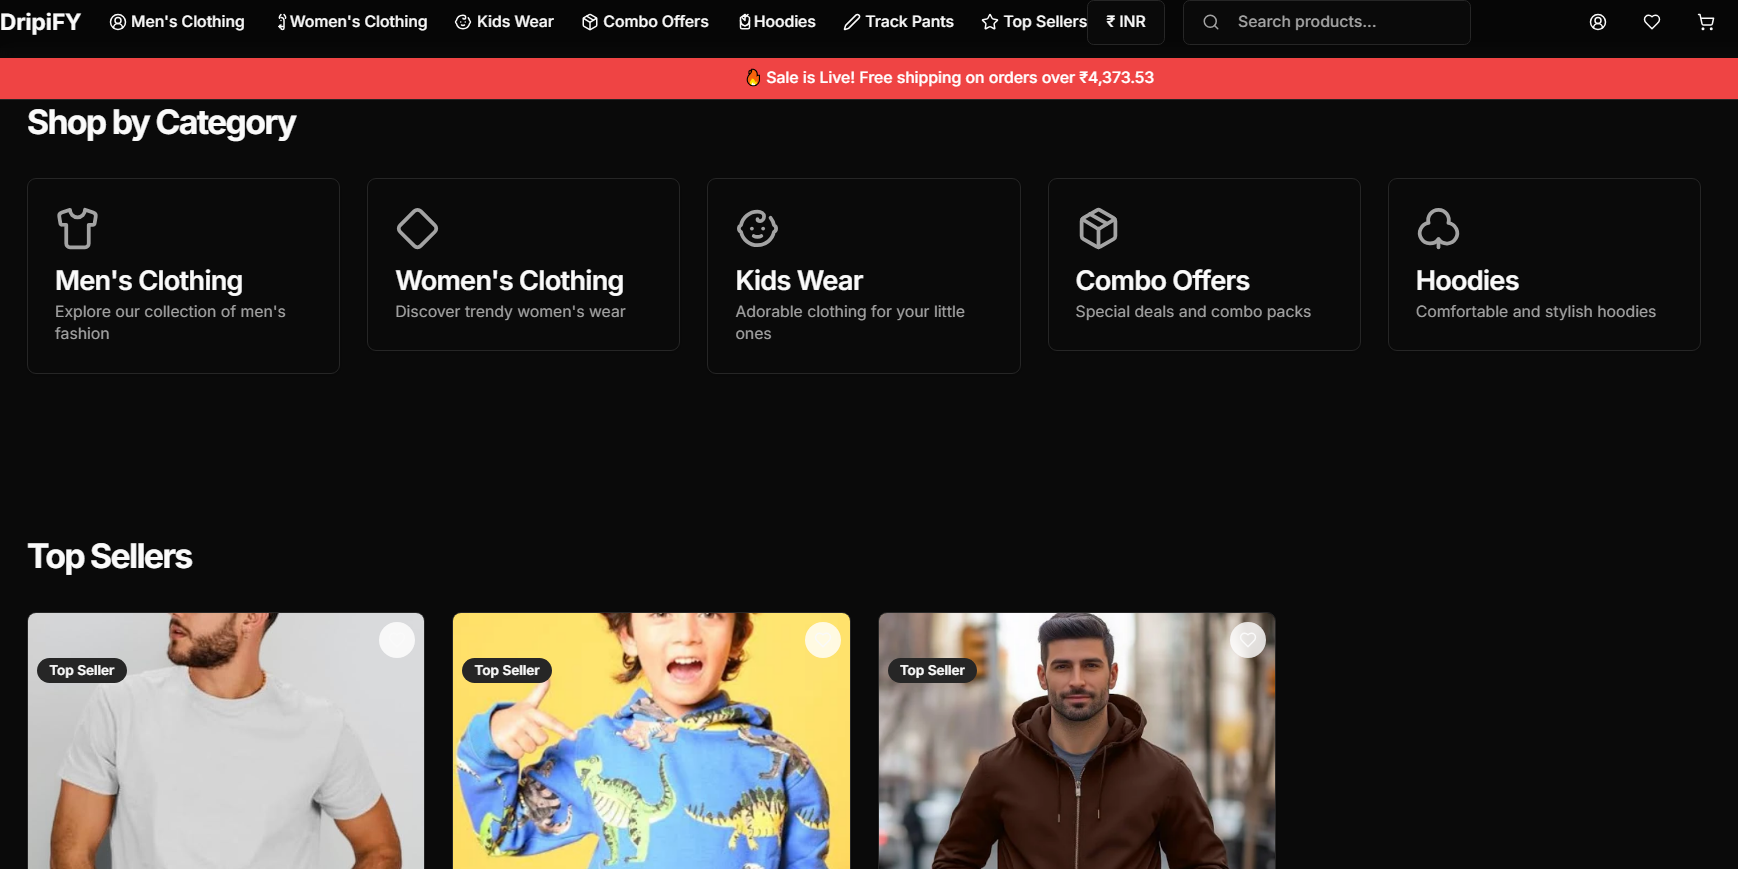 DripiFY Men's Clothing Women's Clothing Kids Wear Combo Offers Hoodies Track Pants Top Sellers ₹ INR Search products...
🔥 Sale is Live! Free shipping on orders over ₹4,373.53
Shop by Category
Men's Clothing
Explore our collection of men's
fashion
Women's Clothing
Discover trendy women's wear
Kids Wear
Adorable clothing for your little
ones
Combo Offers
Special deals and combo packs
Hoodies
Comfortable and stylish hoodies
Top Sellers
Top Seller
Top Seller
Top Seller